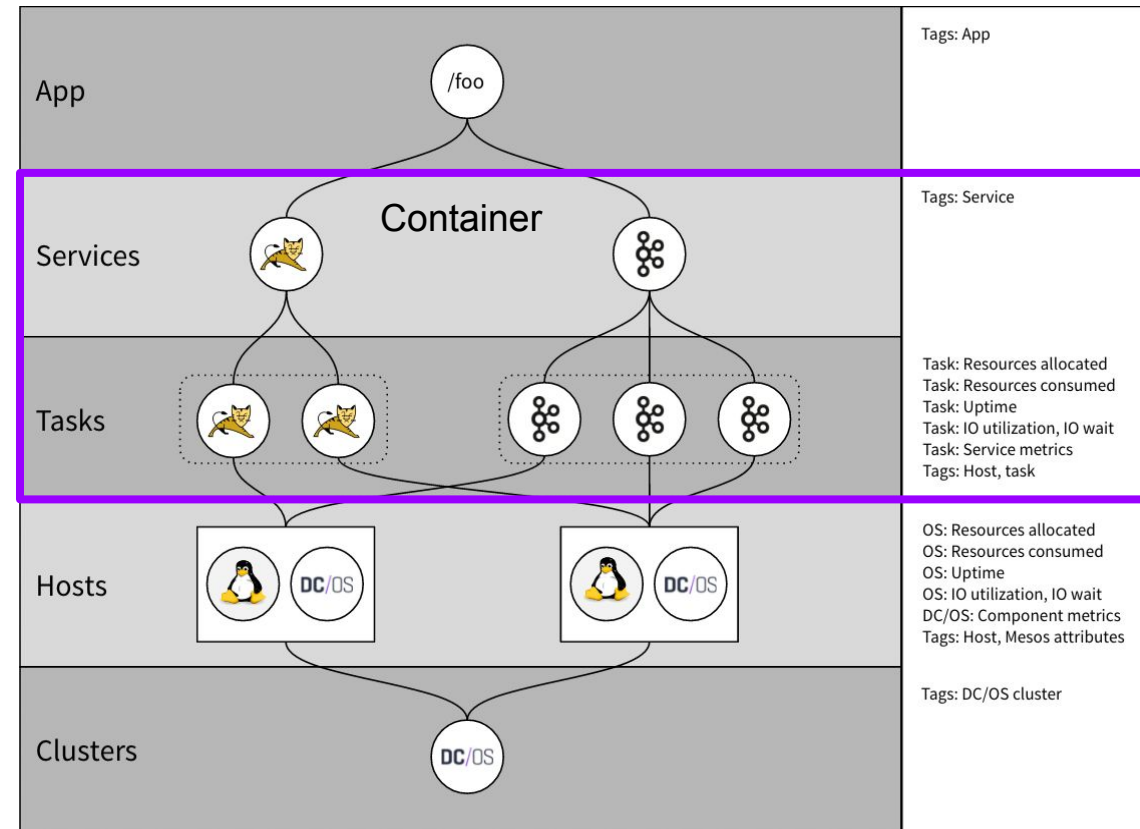 App
/foo
Tags: App
Container
Services
Tags: Service
Tasks
Task: Resources allocated
Task: Resources consumed
Task: Uptime
Task: IO utilization, IO wait
Task: Service metrics
Tags: Host, task
Hosts
DC/OS
DC/OS
OS: Resources allocated
OS: Resources consumed
OS: Uptime
OS: IO utilization, IO wait
DC/OS: Component metrics
Tags: Host, Mesos attributes
Clusters
DC/OS
Tags: DC/OS cluster